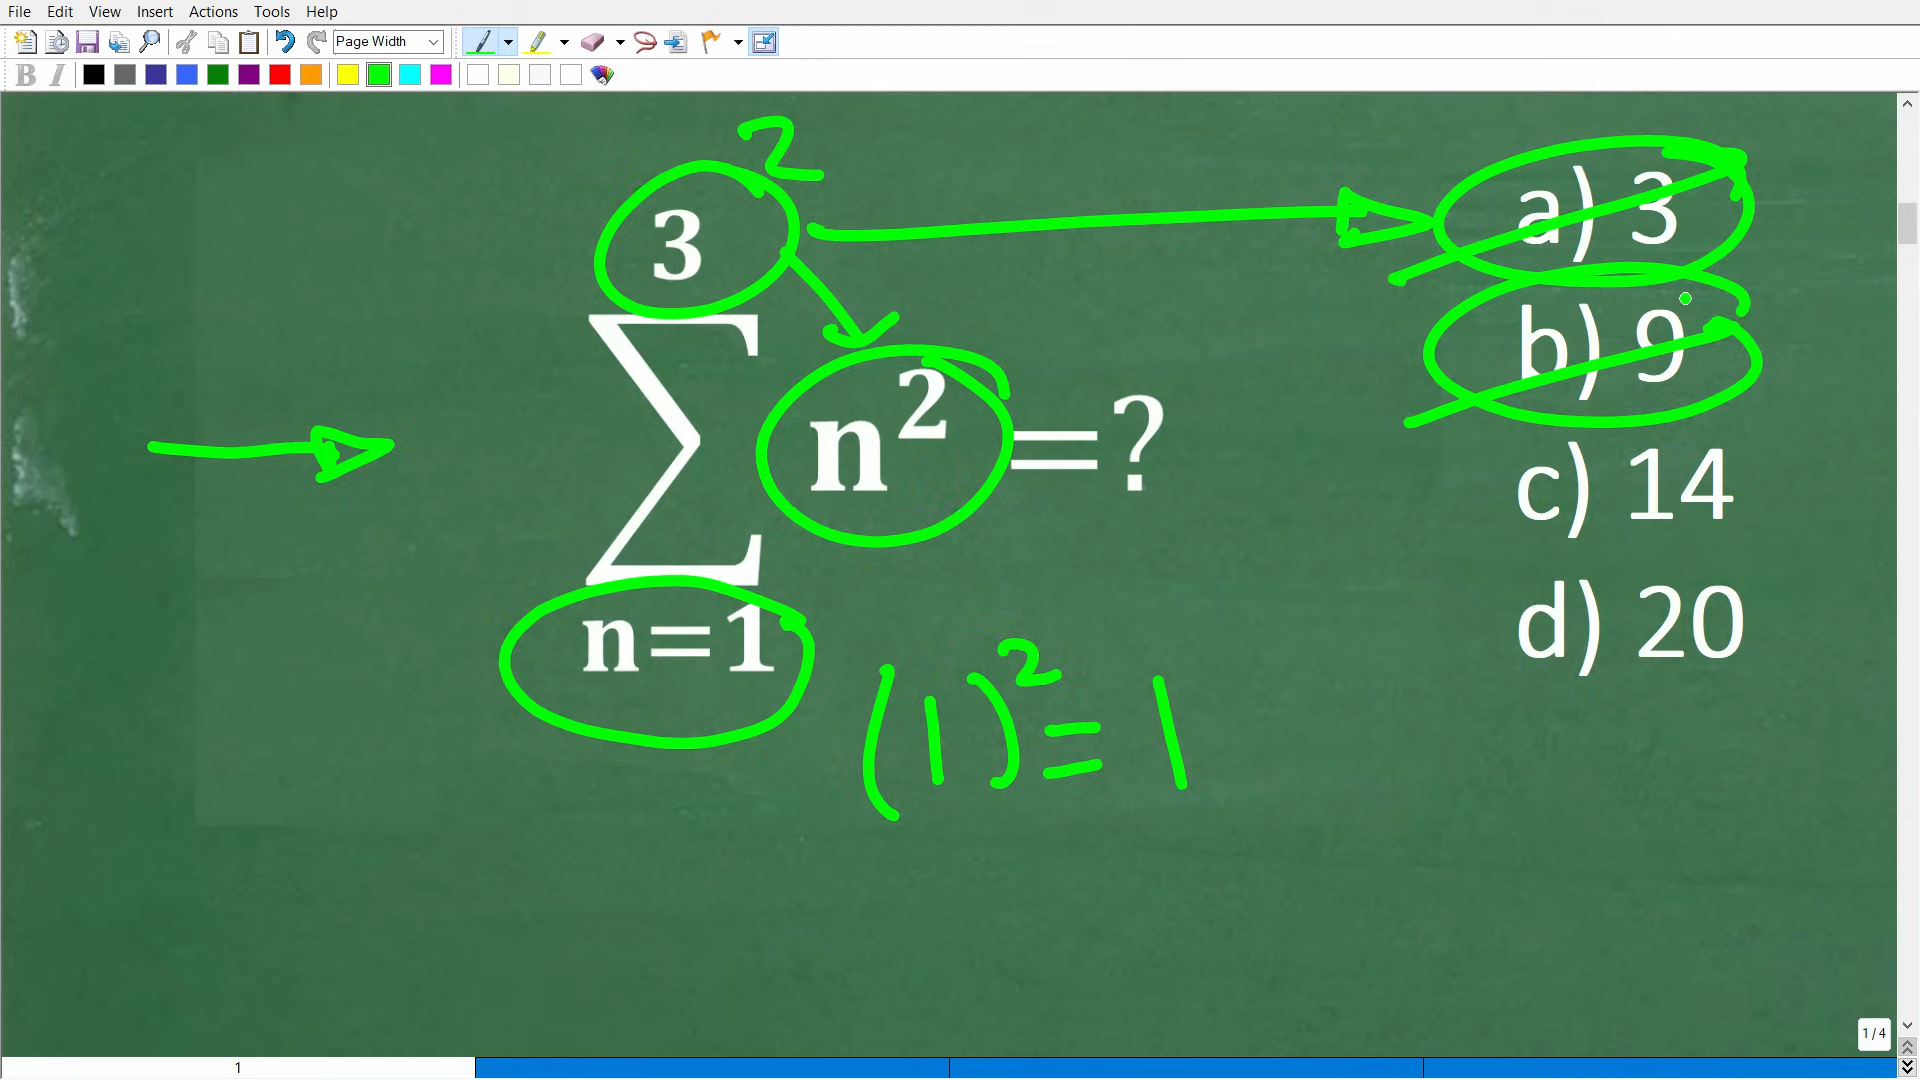 File Edit View Insert Actions Tools Help
Page Width
B I
2
3
∑ n² =?
n=1
(1)² = 1
a) 3
b) 9
c) 14
d) 20
1 / 4
1